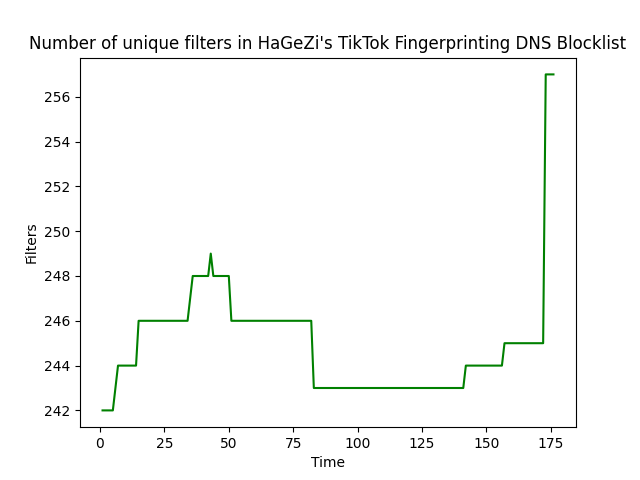 Number of unique filters in HaGeZi's TikTok Fingerprinting DNS Blocklist
256
254
252
250
248
246
244
242
Filters
0 25 50 75 100 125 150 175
Time